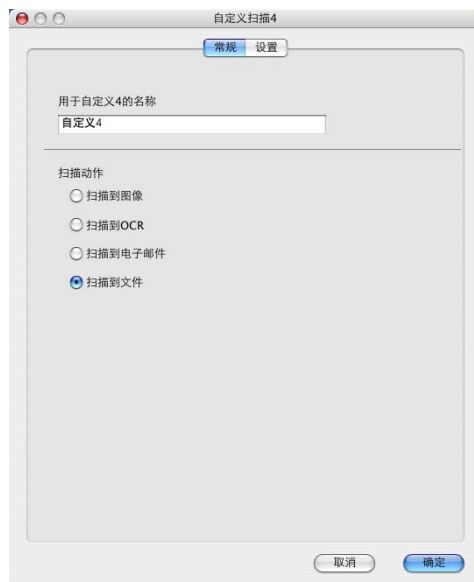 自定义扫描4
常规 设置
用于自定义4的名称
自定义4
扫描动作
扫描到图像
扫描到OCR
扫描到电子邮件
扫描到文件
取消 确定